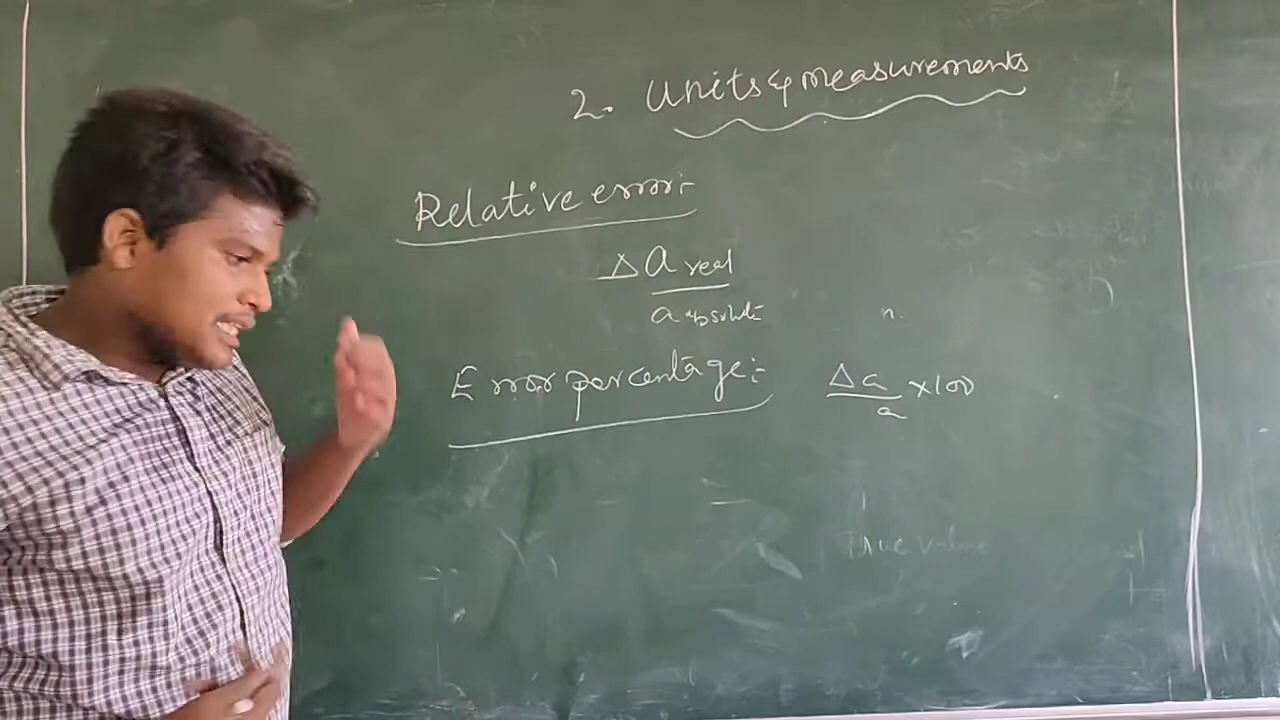 2. Units & measurements
Relative error:-
Δa real
a absolute
n.
Error percentage:- Δa/a ×100
True value